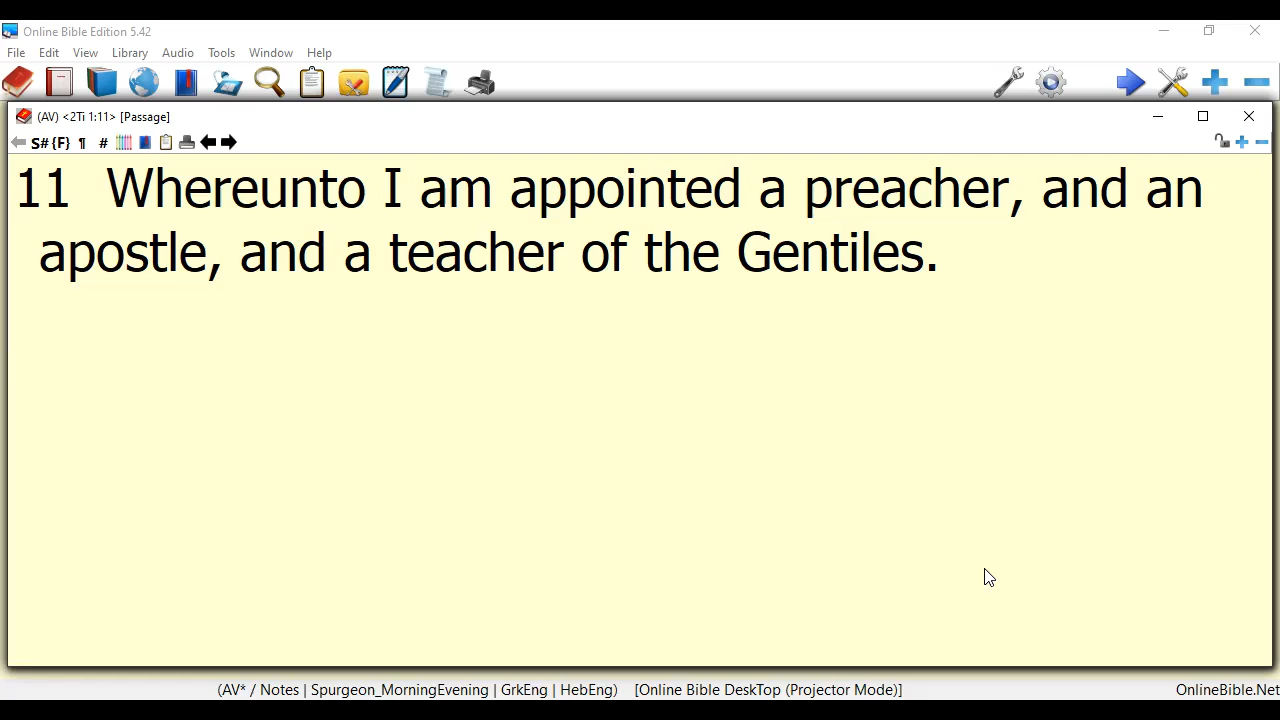 Online Bible Edition 5.42
File Edit View Library Audio Tools Window Help
(AV) <2Ti 1:11> [Passage]
S# {F} ¶ #
11 Whereunto I am appointed a preacher, and an
apostle, and a teacher of the Gentiles.
(AV* / Notes | Spurgeon_MorningEvening | GrkEng | HebEng) [Online Bible DeskTop (Projector Mode)] OnlineBible.Net